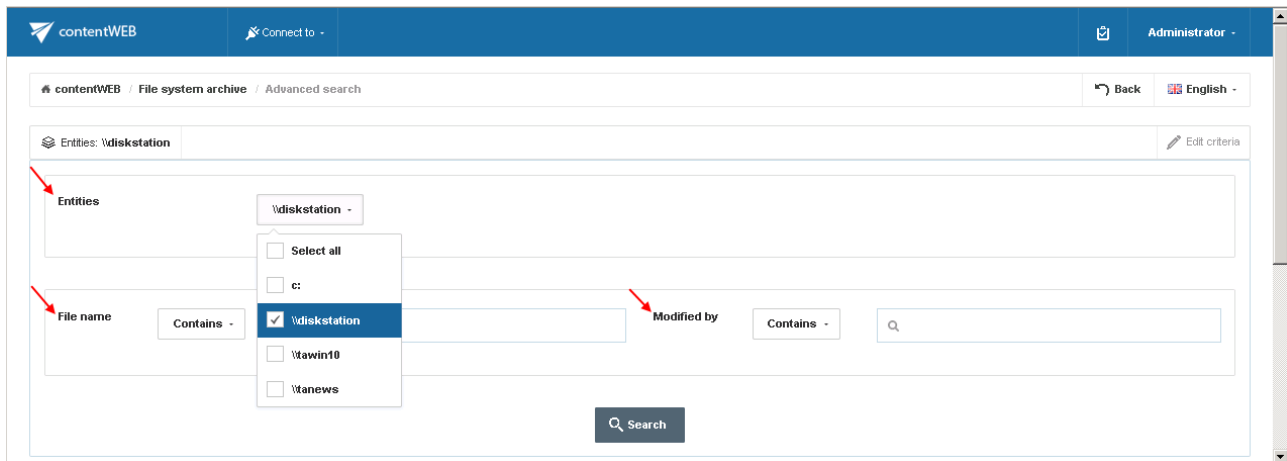 contentWEB Connect to Administrator
contentWEB / File system archive / Advanced search Back English
Entities: \\diskstation Edit criteria
Entities \\diskstation
Select all
c:
File name Contains \\diskstation Modified by Contains
\\tawin10
\\tanews
Search